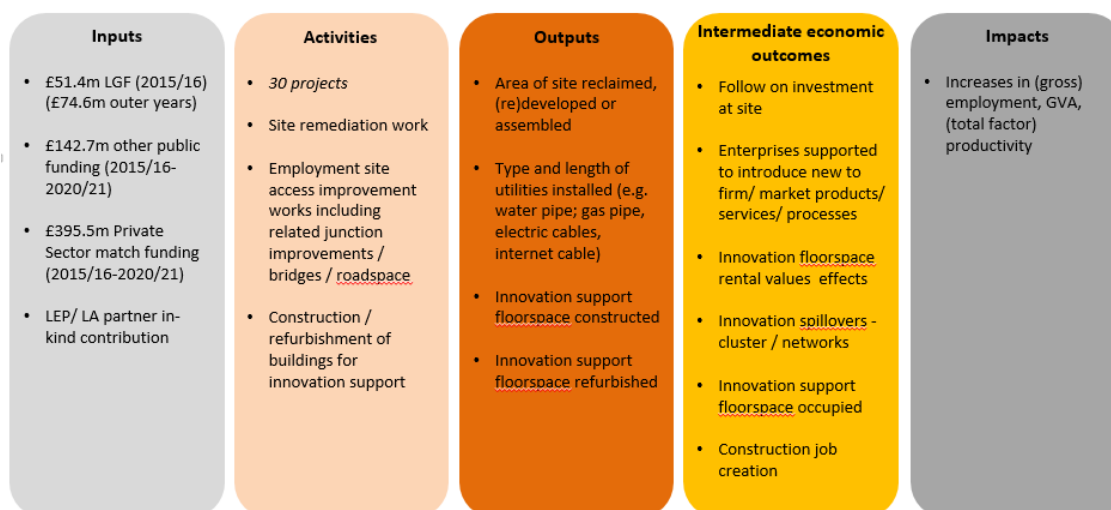 Inputs
• £51.4m LGF (2015/16)
(£74.6m outer years)
• £142.7m other public
funding (2015/16-
2020/21)
• £395.5m Private
Sector match funding
(2015/16-2020/21)
• LEP/ LA partner in-
kind contribution
Activities
• 30 projects
• Site remediation work
• Employment site
access improvement
works including
related junction
improvements /
bridges / roadspace
• Construction /
refurbishment of
buildings for
innovation support
Outputs
• Area of site reclaimed,
(re)developed or
assembled
• Type and length of
utilities installed (e.g.
water pipe; gas pipe,
electric cables,
internet cable)
• Innovation support
floorspace constructed
• Innovation support
floorspace refurbished
Intermediate economic
outcomes
• Follow on investment
at site
• Enterprises supported
to introduce new to
firm/ market products/
services/ processes
• Innovation floorspace
rental values effects
• Innovation spillovers -
cluster / networks
• Innovation support
floorspace occupied
• Construction job
creation
Impacts
• Increases in (gross)
employment, GVA,
(total factor)
productivity